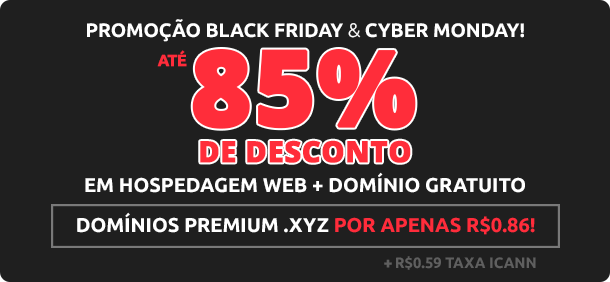 PROMOÇÃO BLACK FRIDAY & CYBER MONDAY!
ATÉ
85%
DE DESCONTO
EM HOSPEDAGEM WEB + DOMÍNIO GRATUITO
DOMÍNIOS PREMIUM .XYZ POR APENAS R$0.86!
+ R$0.59 TAXA ICANN